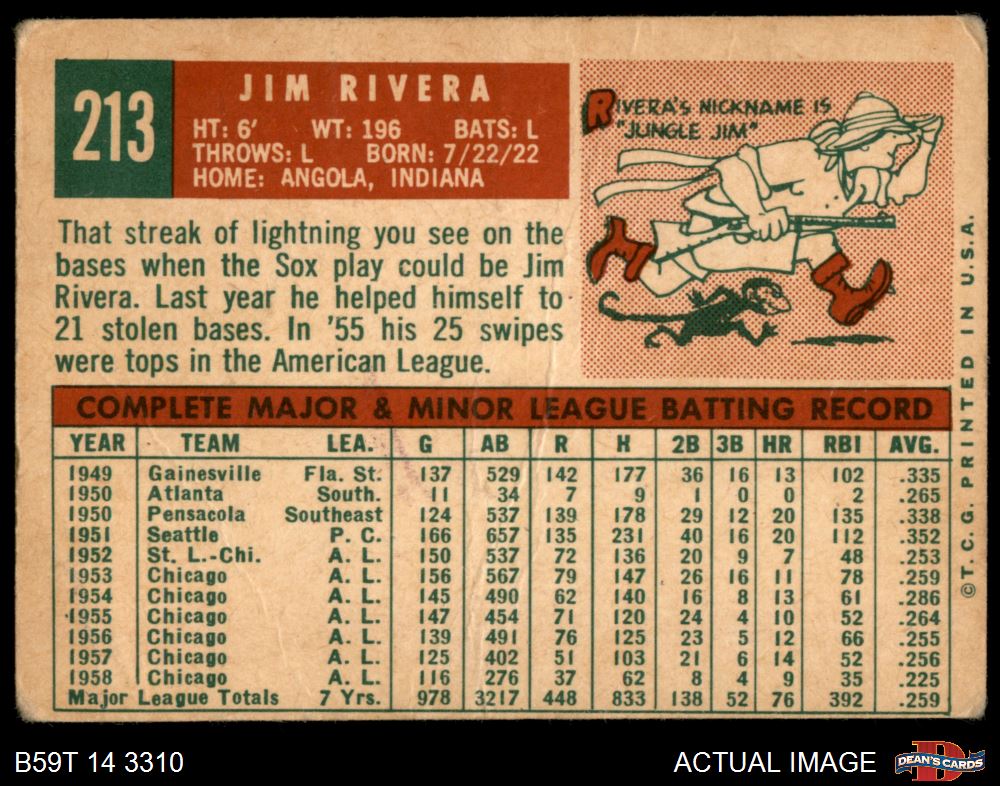 213
JIM RIVERA
HT: 6' WT: 196 BATS: L
THROWS: L BORN: 7/22/22
HOME: ANGOLA, INDIANA
RIVERA'S NICKNAME IS
"JUNGLE JIM"
That streak of lightning you see on the
bases when the Sox play could be Jim
Rivera. Last year he helped himself to
21 stolen bases. In '55 his 25 swipes
were tops in the American League.
COMPLETE MAJOR & MINOR LEAGUE BATTING RECORD
YEAR TEAM LEA. G AB R H 2B 3B HR RBI AVG.
1949 Gainesville Fla. St. 137 529 142 177 36 16 13 102 .335
1950 Atlanta South. 11 34 7 9 1 0 0 2 .265
1950 Pensacola Southeast 124 537 139 178 29 12 20 135 .338
1951 Seattle P. C. 166 657 135 231 40 16 20 112 .352
1952 St. L.-Chi. A. L. 150 537 72 136 20 9 7 48 .253
1953 Chicago A. L. 156 567 79 147 26 16 11 78 .259
1954 Chicago A. L. 145 490 62 140 16 8 13 61 .286
1955 Chicago A. L. 147 454 71 120 24 4 10 52 .264
1956 Chicago A. L. 139 491 76 125 23 5 12 66 .255
1957 Chicago A. L. 125 402 51 103 21 6 14 52 .256
1958 Chicago A. L. 116 276 37 62 8 4 9 35 .225
Major League Totals 7 Yrs. 978 3217 448 833 138 52 76 392 .259
©T. C. G. PRINTED IN U.S.A.
B59T 14 3310
ACTUAL IMAGE
DEAN'S CARDS